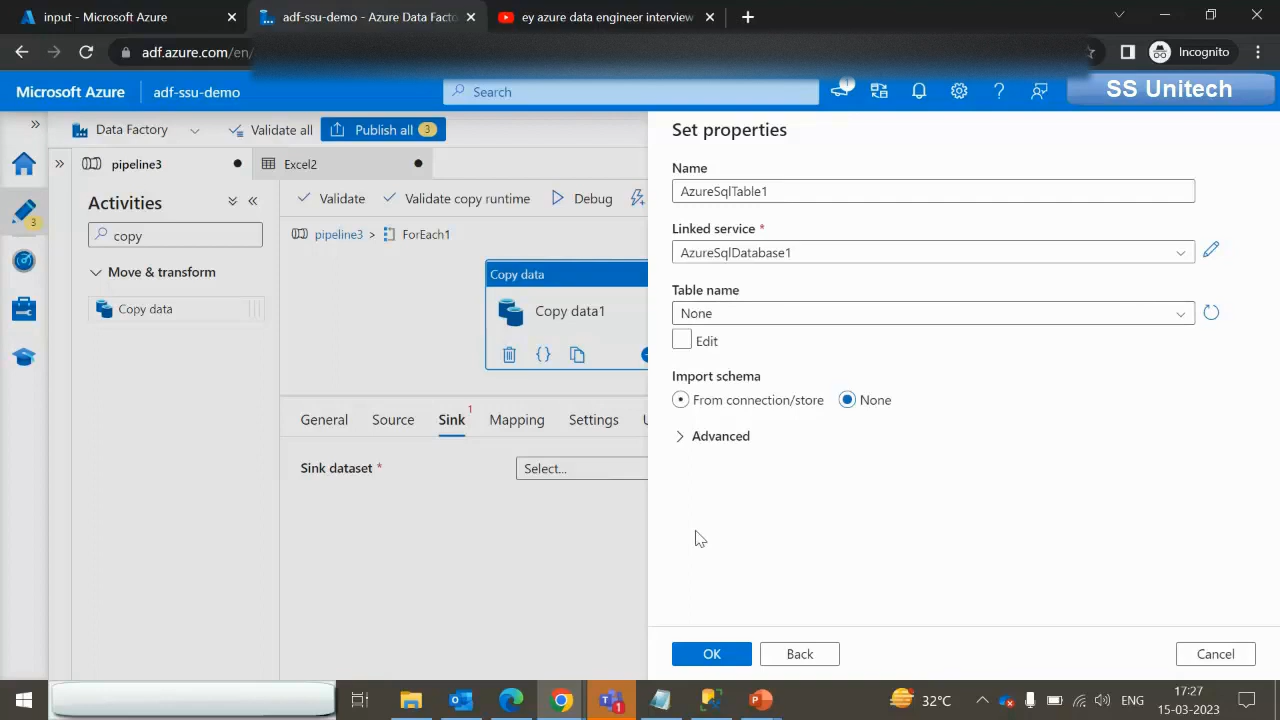 input - Microsoft Azure
adf-ssu-demo - Azure Data Facto
ey azure data engineer interview
adf.azure.com/en/
Incognito
Microsoft Azure
adf-ssu-demo
Search
1
SS Unitech
Data Factory
Validate all
Publish all 3
Set properties
pipeline3
Excel2
Name
AzureSqlTable1
Activities
Validate
Validate copy runtime
Debug
3
copy
pipeline3 > ForEach1
Linked service *
AzureSqlDatabase1
Move & transform
Copy data
Copy data
Copy data1
Table name
None
Edit
Import schema
From connection/store
None
General
Source
Sink 1
Mapping
Settings
U
Advanced
Sink dataset *
Select...
OK
Back
Cancel
1
32°C
ENG
17:27
15-03-2023